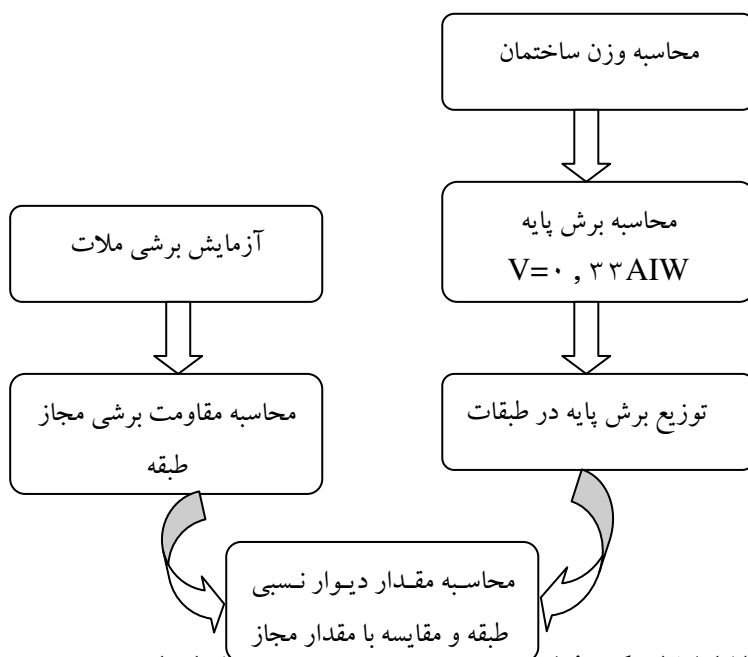 محاسبه وزن ساختمان
محاسبه برش پایه
V=۰,۳۳AIW
توزیع برش پایه در طبقات
آزمایش برشی ملات
محاسبه مقاومت برشی مجاز
طبقه
محاسبه مقدار دیوار نسبی
طبقه و مقایسه با مقدار مجاز